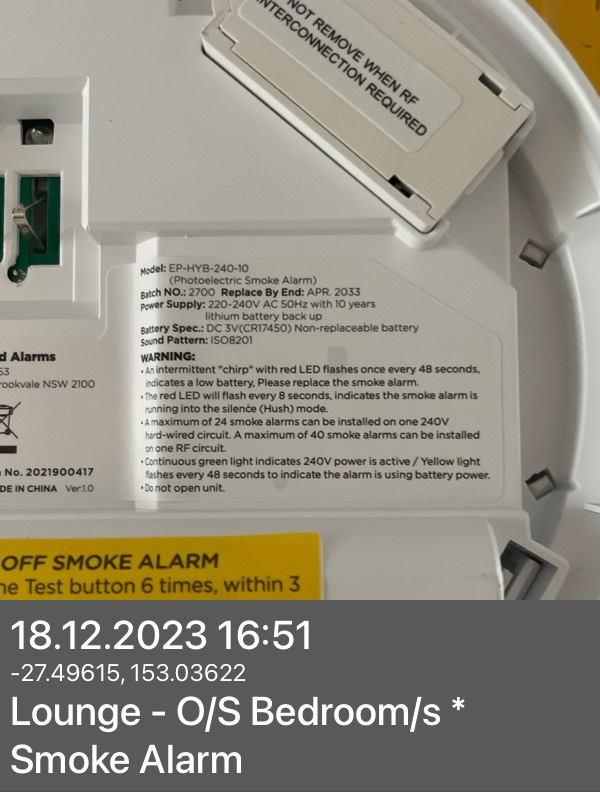 NOT REMOVE WHEN RF
INTERCONNECTION REQUIRED
Model: EP-HYB-240-10
(Photoelectric Smoke Alarm)
Batch NO.: 2700 Replace By End: APR. 2033
Power Supply: 220-240V AC 50Hz with 10 years
lithium battery back up
Battery Spec.: DC 3V(CR17450) Non-replaceable battery
Sound Pattern: ISO8201
WARNING:
• An intermittent "chirp" with red LED flashes once every 48 seconds,
indicates a low battery, Please replace the smoke alarm.
• The red LED will flash every 8 seconds, indicates the smoke alarm is
running into the silence (Hush) mode.
• A maximum of 24 smoke alarms can be installed on one 240V
hard-wired circuit. A maximum of 40 smoke alarms can be installed
on one RF circuit.
• Continuous green light indicates 240V power is active / Yellow light
flashes every 48 seconds to indicate the alarm is using battery power.
• Do not open unit.
d Alarms
53
rookvale NSW 2100
No. 2021900417
DE IN CHINA Ver:1.0
OFF SMOKE ALARM
he Test button 6 times, within 3
18.12.2023 16:51
-27.49615, 153.03622
Lounge - O/S Bedroom/s *
Smoke Alarm